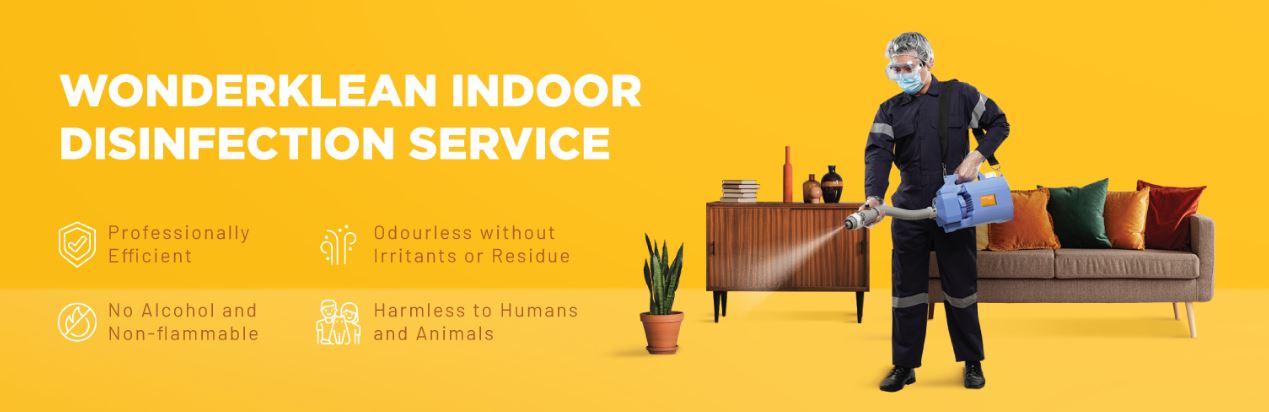 WONDERKLEAN INDOOR
DISINFECTION SERVICE
Professionally
Efficient
Odourless without
Irritants or Residue
No Alcohol and
Non-flammable
Harmless to Humans
and Animals